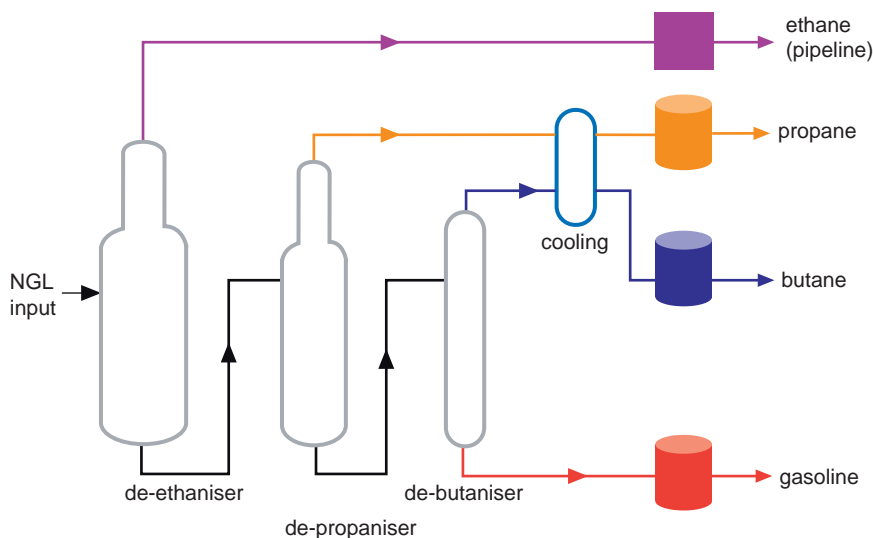 ethane
(pipeline)
propane
cooling
NGL
input
butane
gasoline
de-ethaniser
de-butaniser
de-propaniser